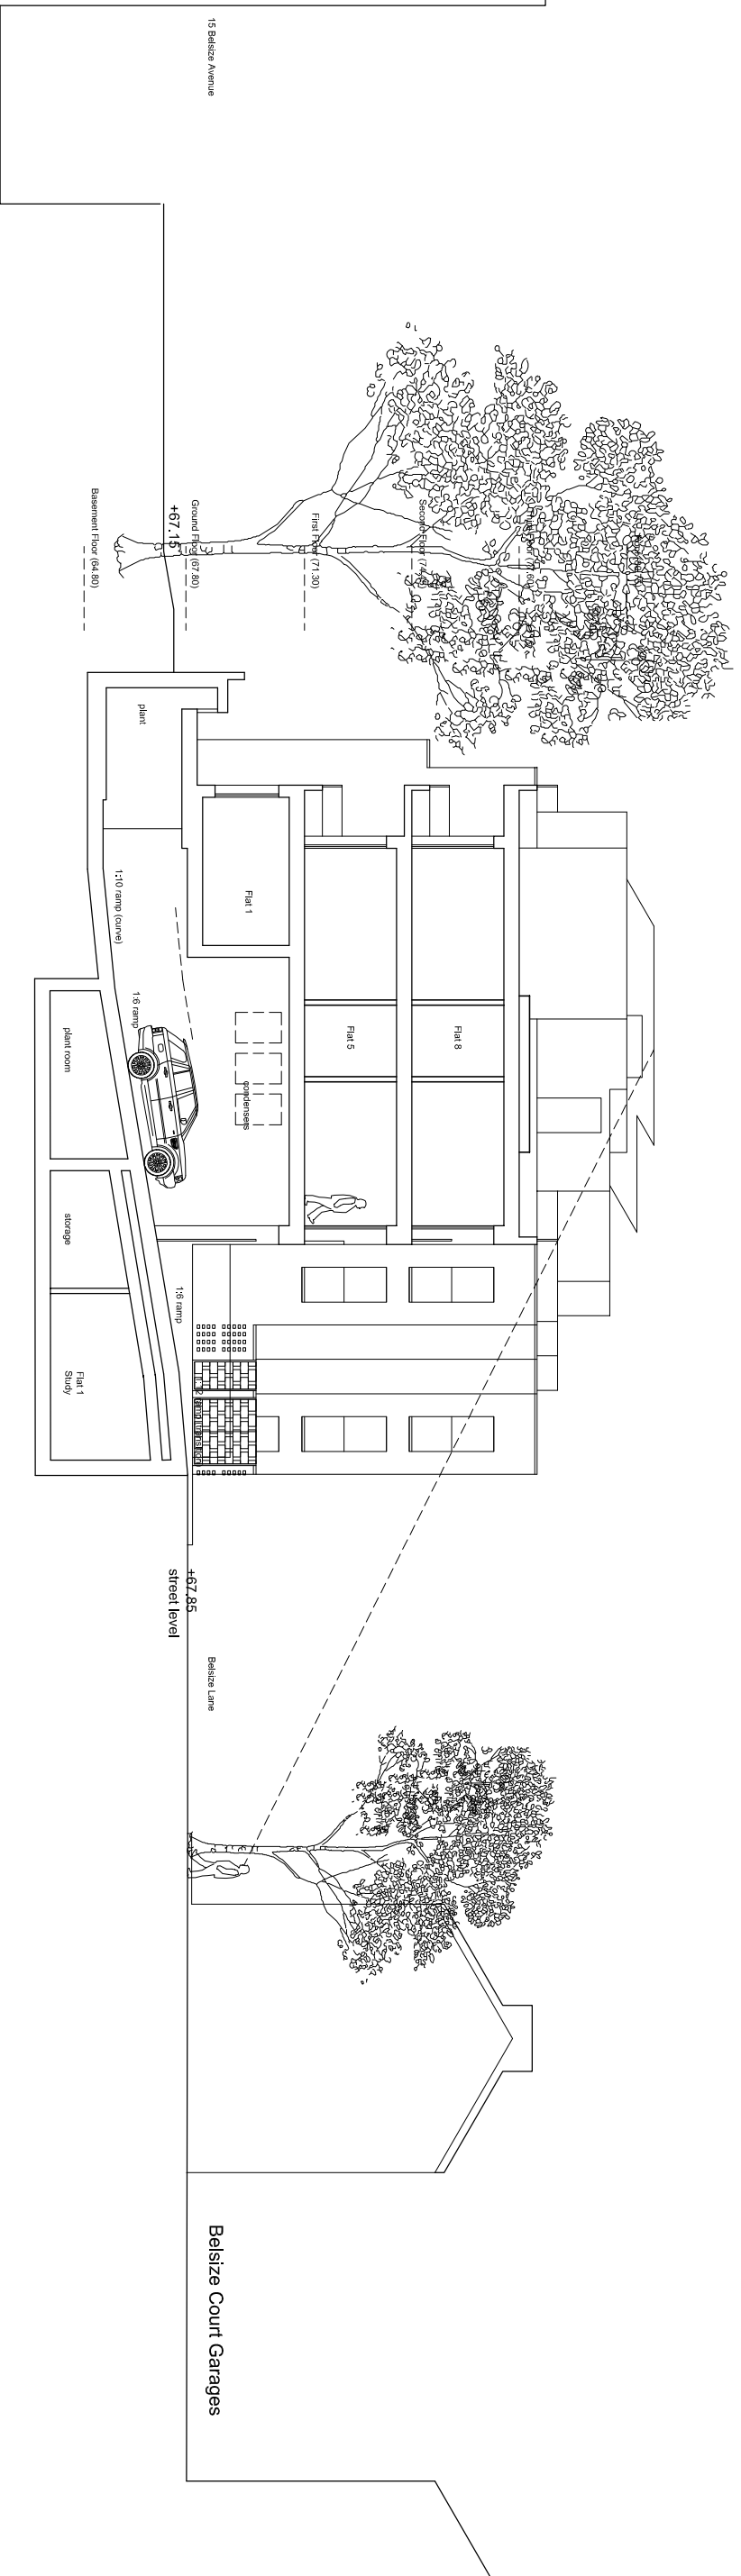 15 Belsize Avenue
First Floor (71.30)
Ground Floor (67.80)
+67.15
Basement Floor (64.80)
plant
1:10 ramp (curve)
1:6 ramp
plant room
Flat 1
Flat 5
Flat 8
condensers
storage
1:6 ramp
Flat 1
Study
+67.85
street level
Belsize Lane
Belsize Court Garages